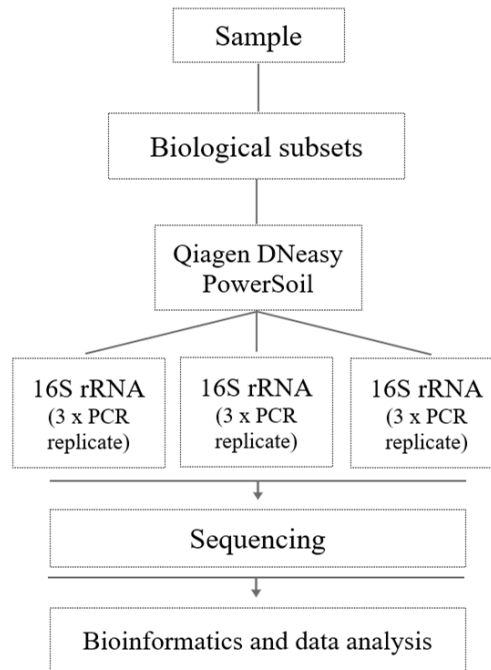 Sample
Biological subsets
Qiagen DNeasy
PowerSoil
16S rRNA
(3 x PCR
replicate)
16S rRNA
(3 x PCR
replicate)
16S rRNA
(3 x PCR
replicate)
Sequencing
Bioinformatics and data analysis